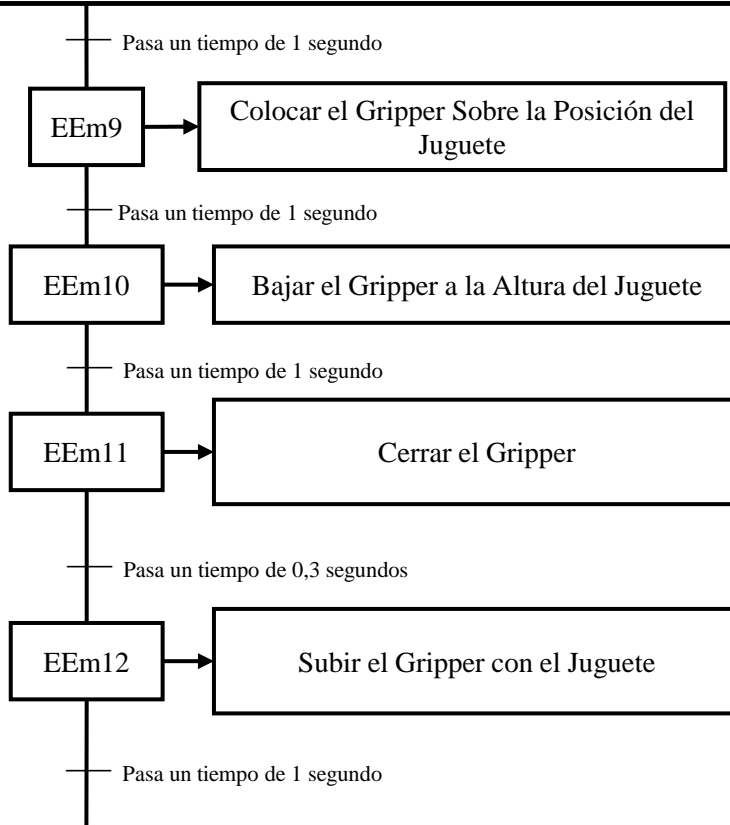 Pasa un tiempo de 1 segundo
EEm9
Colocar el Gripper Sobre la Posición del
Juguete
Pasa un tiempo de 1 segundo
EEm10
Bajar el Gripper a la Altura del Juguete
Pasa un tiempo de 1 segundo
EEm11
Cerrar el Gripper
Pasa un tiempo de 0,3 segundos
EEm12
Subir el Gripper con el Juguete
Pasa un tiempo de 1 segundo